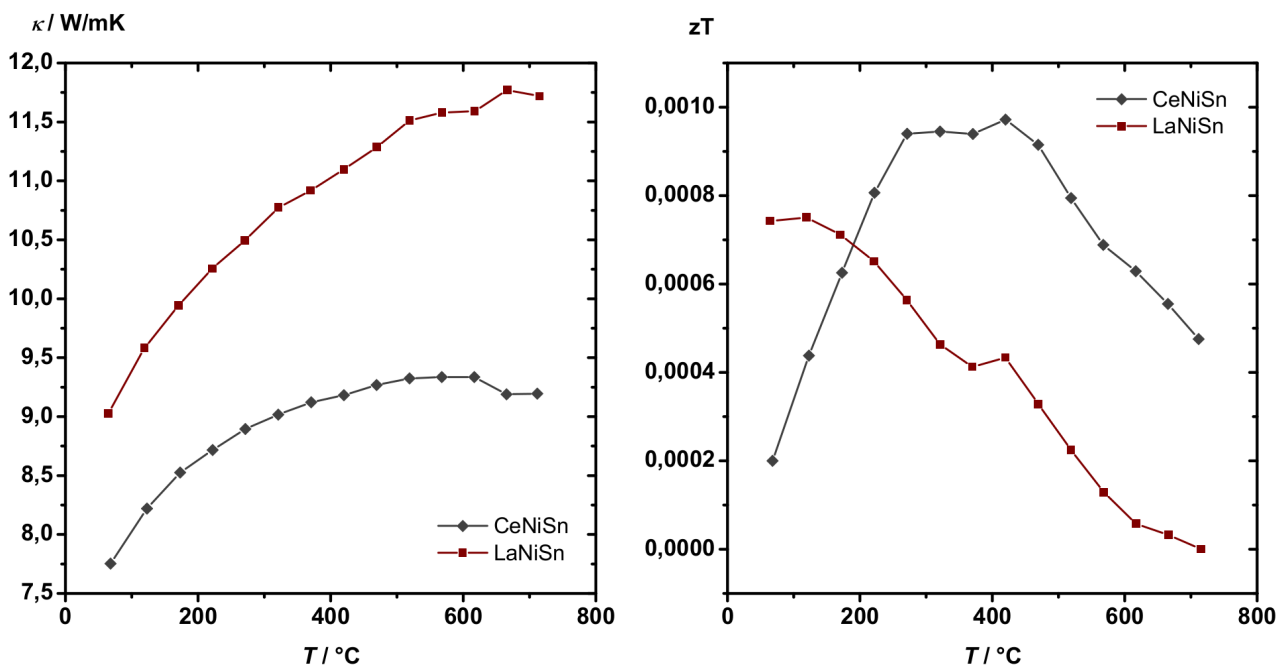 κ / W/mK
12,0
11,5
11,0
10,5
10,0
9,5
9,0
8,5
8,0
7,5
0 200 400 600 800
T / °C
CeNiSn
LaNiSn
zT
0,0010
0,0008
0,0006
0,0004
0,0002
0,0000
0 200 400 600 800
T / °C
CeNiSn
LaNiSn